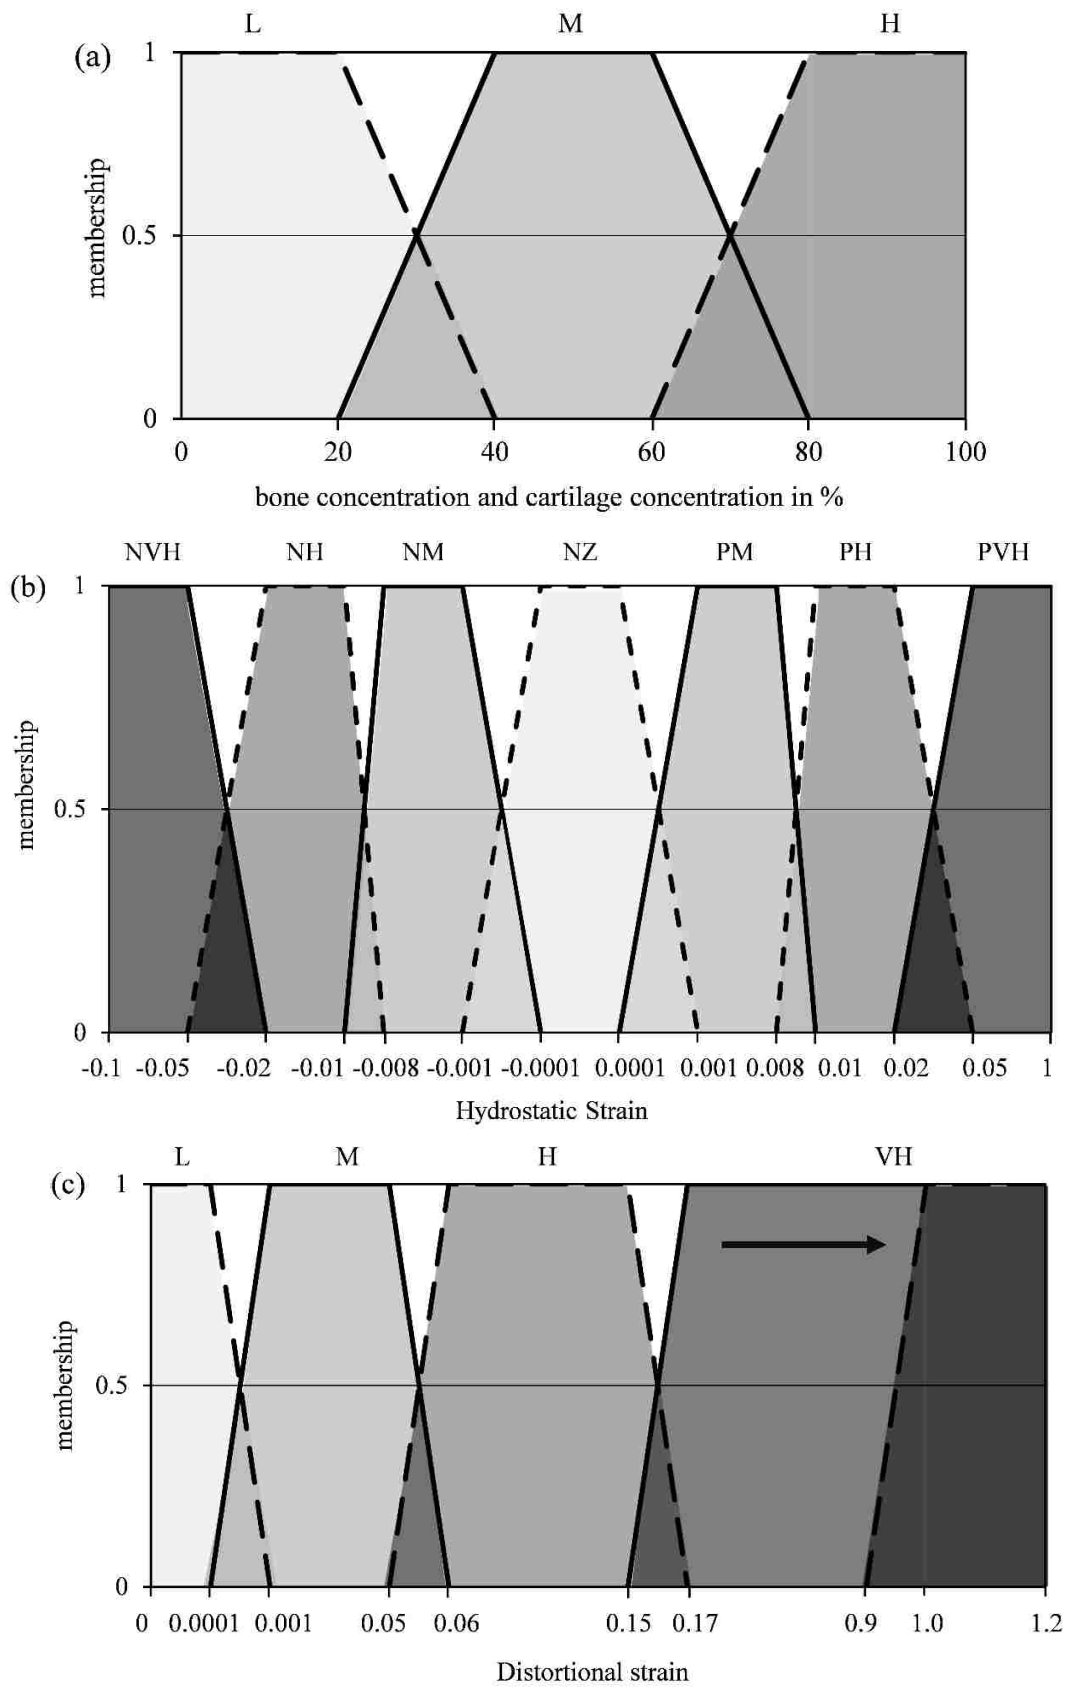 L M H
(a)
1
membership
0.5
0
0 20 40 60 80 100
bone concentration and cartilage concentration in %
NVH NH NM NZ PM PH PVH
(b)
1
membership
0.5
0
-0.1 -0.05 -0.02 -0.01 -0.008 -0.001 -0.0001 0.0001 0.001 0.008 0.01 0.02 0.05 1
Hydrostatic Strain
L M H VH
(c)
1
membership
0.5
0
0 0.0001 0.001 0.05 0.06 0.15 0.17 0.9 1.0 1.2
Distortional strain